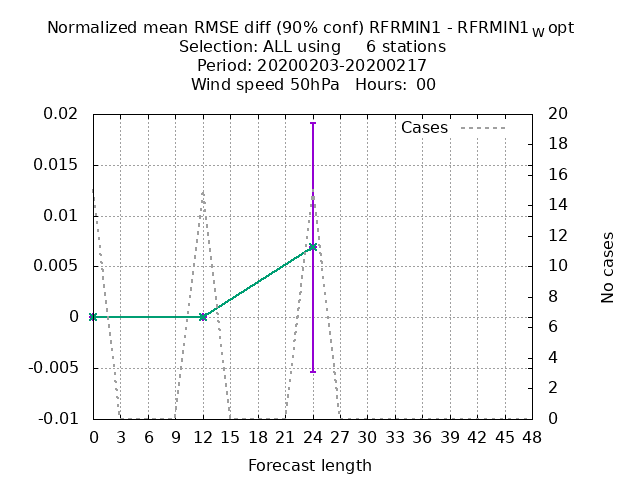 Normalized mean RMSE diff (90% conf) RFRMIN1 - RFRMIN1 w opt
Selection: ALL using 6 stations
Period: 20200203-20200217
Wind speed 50hPa Hours: 00
Cases
0.02
0.015
0.01
0.005
0
-0.005
-0.01
20
18
16
14
12
10
8
6
4
2
0
No cases
0 3 6 9 12 15 18 21 24 27 30 33 36 39 42 45 48
Forecast length